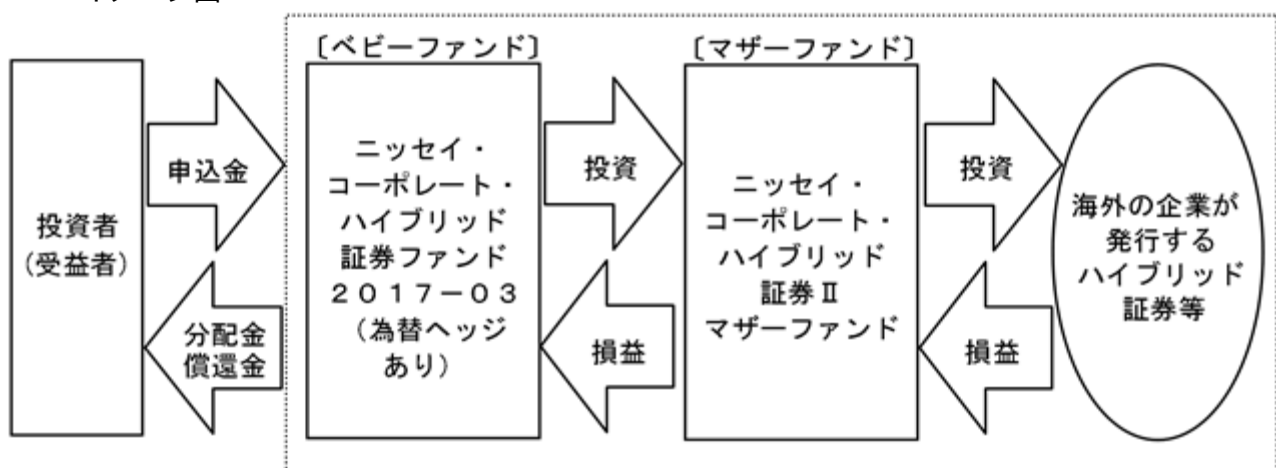 〔ベビーファンド〕
〔マザーファンド〕
投資者
（受益者）
申込金
分配金
償還金
ニッセイ・
コーポレート・
ハイブリッド
証券ファンド
２０１７－０３
（為替ヘッジ
あり）
投資
損益
ニッセイ・
コーポレート・
ハイブリッド
証券Ⅱ
マザーファンド
投資
損益
海外の企業が
発行する
ハイブリッド
証券等